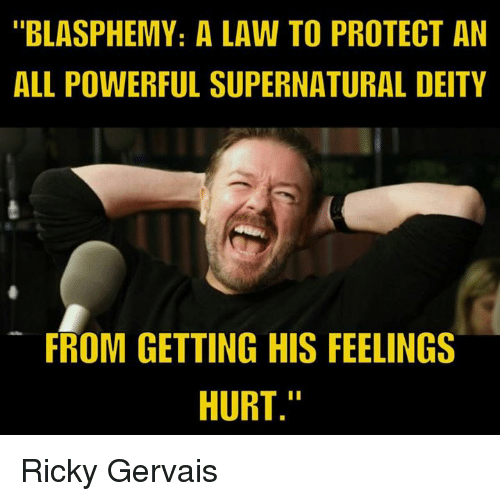 "BLASPHEMY: A LAW TO PROTECT AN
ALL POWERFUL SUPERNATURAL DEITY
FROM GETTING HIS FEELINGS
HURT."
Ricky Gervais